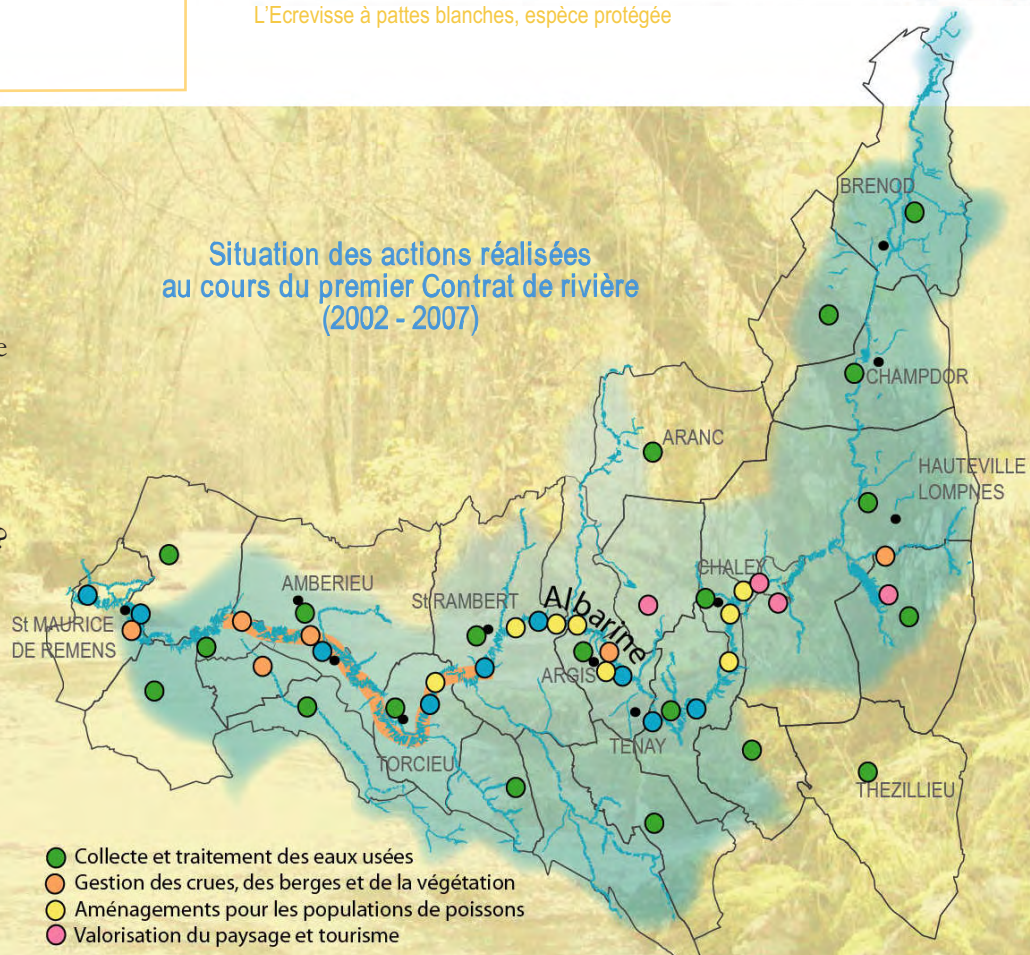 L'Ecrevisse à pattes blanches, espèce protégée
Situation des actions réalisées
au cours du premier Contrat de rivière
(2002 - 2007)
e
&
BRENOD
CHAMPDOR
ARANC
HAUTEVILLE
LOMPNES
CHALEY
AMBERIEU
St RAMBERT
Albarine
St MAURICE
DE REMENS
ARGIS
TENAY
TORCIEU
THEZILLIEU
Collecte et traitement des eaux usées
Gestion des crues, des berges et de la végétation
Aménagements pour les populations de poissons
Valorisation du paysage et tourisme